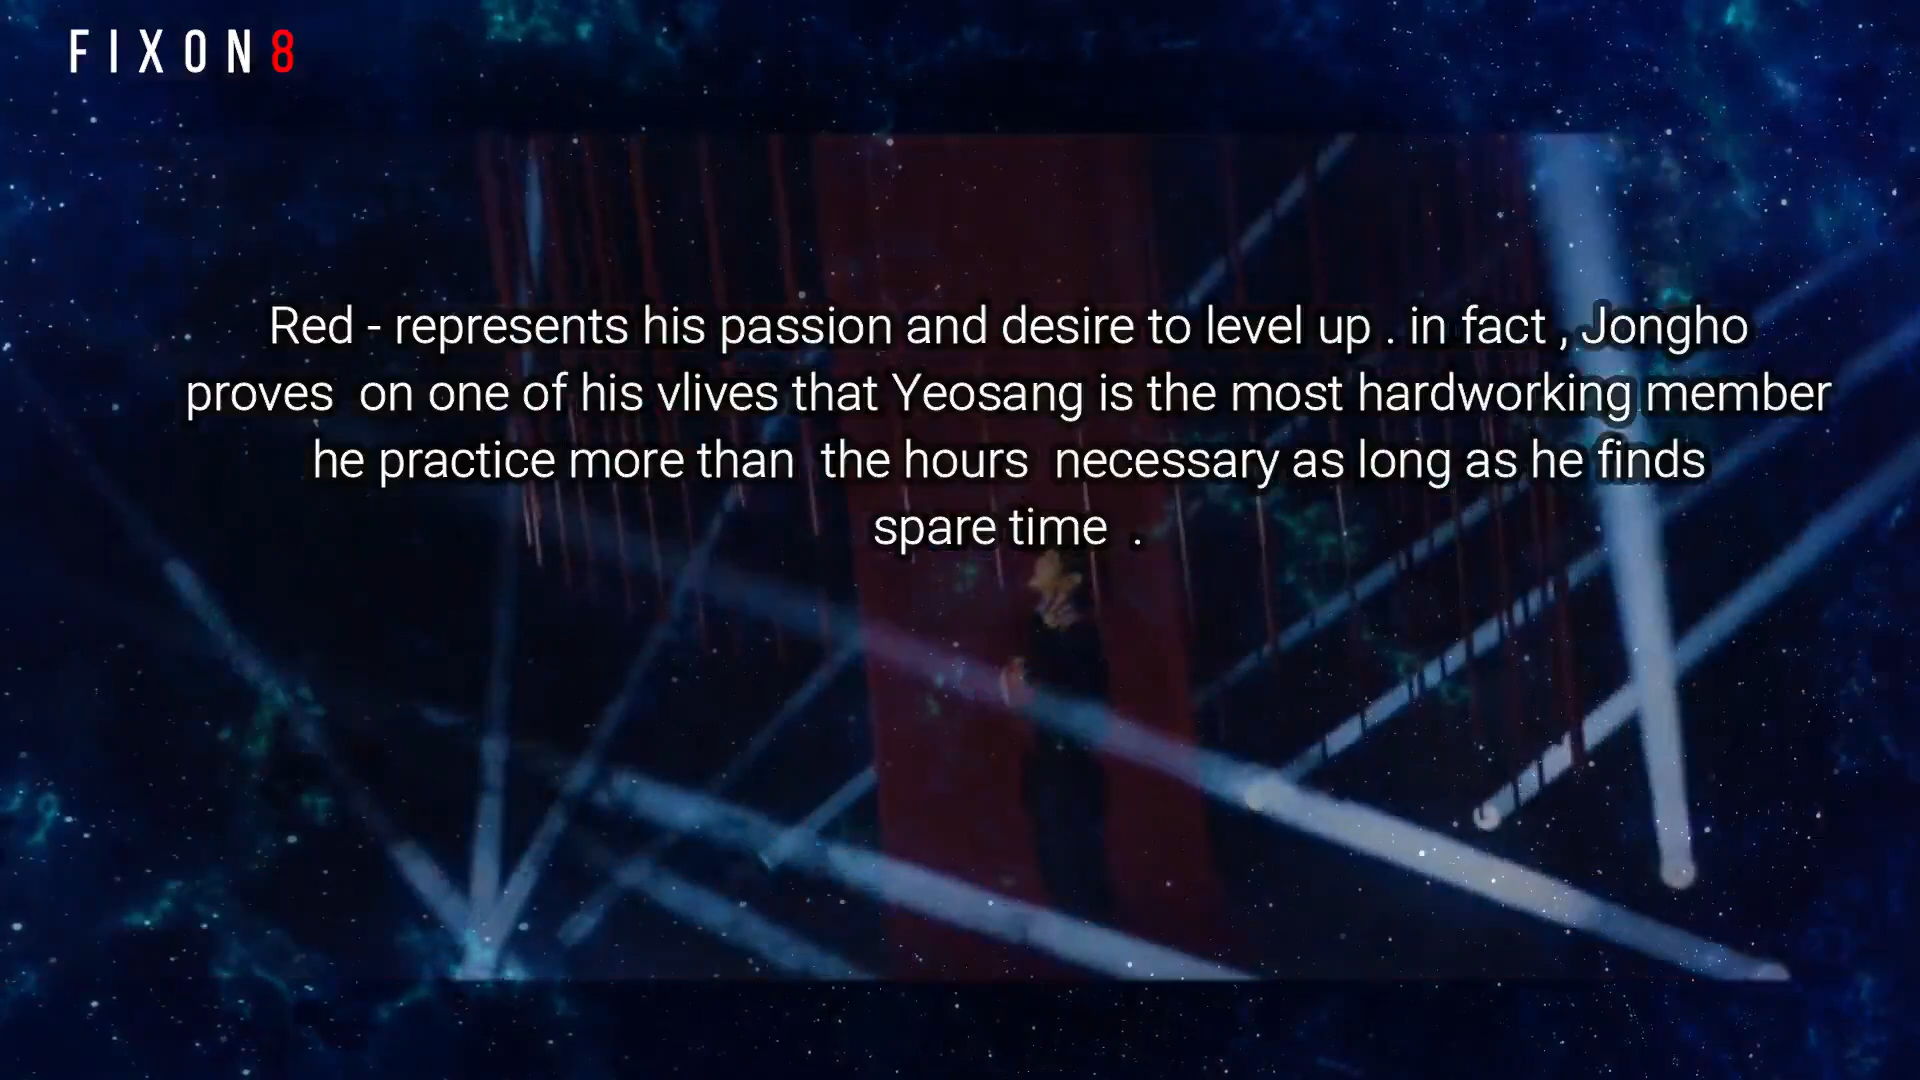 FIXON8
Red - represents his passion and desire to level up . in fact , Jongho
proves  on one of his vlives that Yeosang is the most hardworking member
he practice more than  the hours  necessary as long as he finds
spare time  .